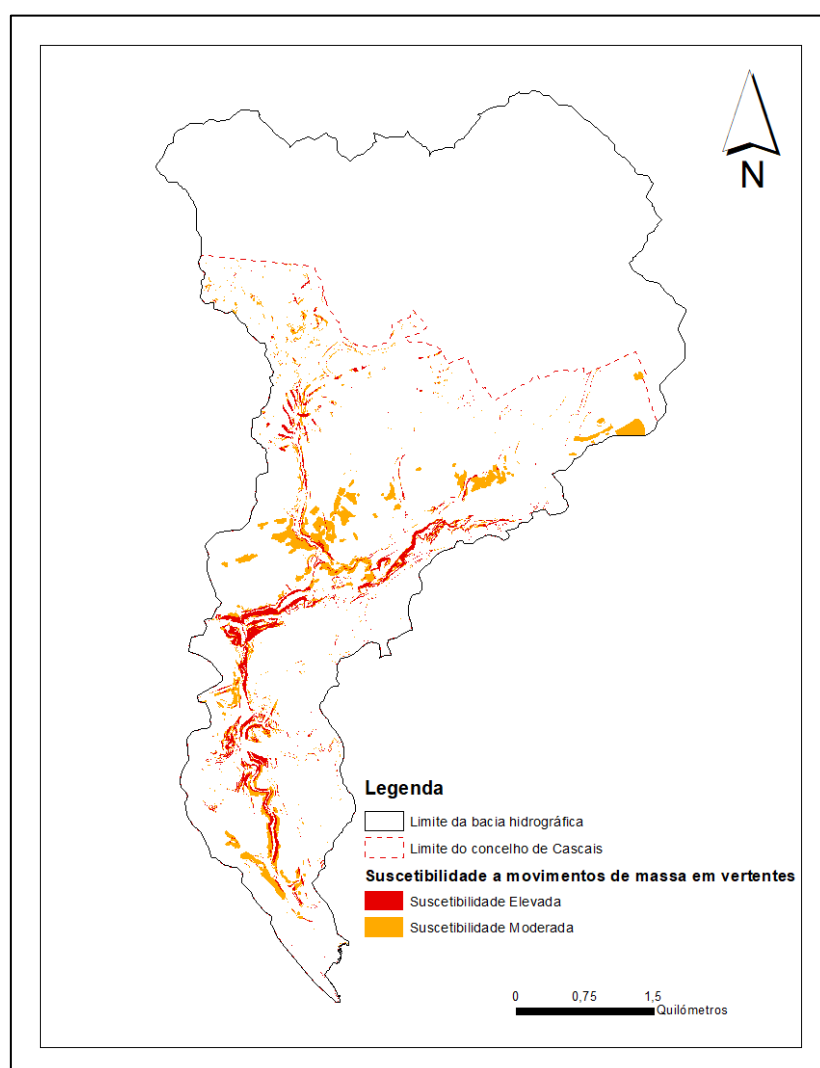 N
Legenda
Limite da bacia hidrográfica
Limite do concelho de Cascais
Suscetibilidade a movimentos de massa em vertentes
Suscetibilidade Elevada
Suscetibilidade Moderada
0 0,75 1,5
Quilómetros